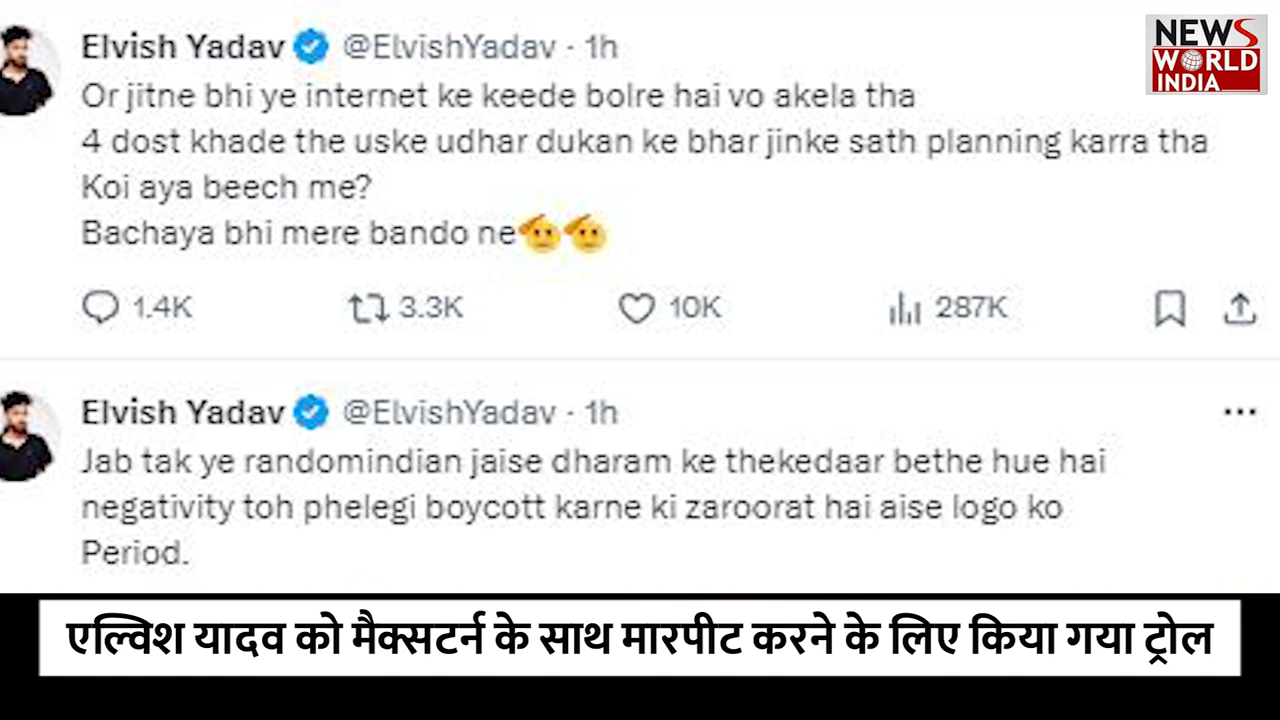 Elvish Yadav @ElvishYadav · 1h
Or jitne bhi ye internet ke keede bolre hai vo akela tha
4 dost khade the uske udhar dukan ke bhar jinke sath planning karra tha
Koi aya beech me?
Bachaya bhi mere bando ne🫡🫡
1.4K 3.3K 10K 287K
Elvish Yadav @ElvishYadav · 1h
Jab tak ye randomindian jaise dharam ke thekedaar bethe hue hai
negativity toh phelegi boycott karne ki zaroorat hai aise logo ko
Period.
NEWS
WORLD
INDIA
एल्विश यादव को मैक्सटर्न के साथ मारपीट करने के लिए किया गया ट्रोल